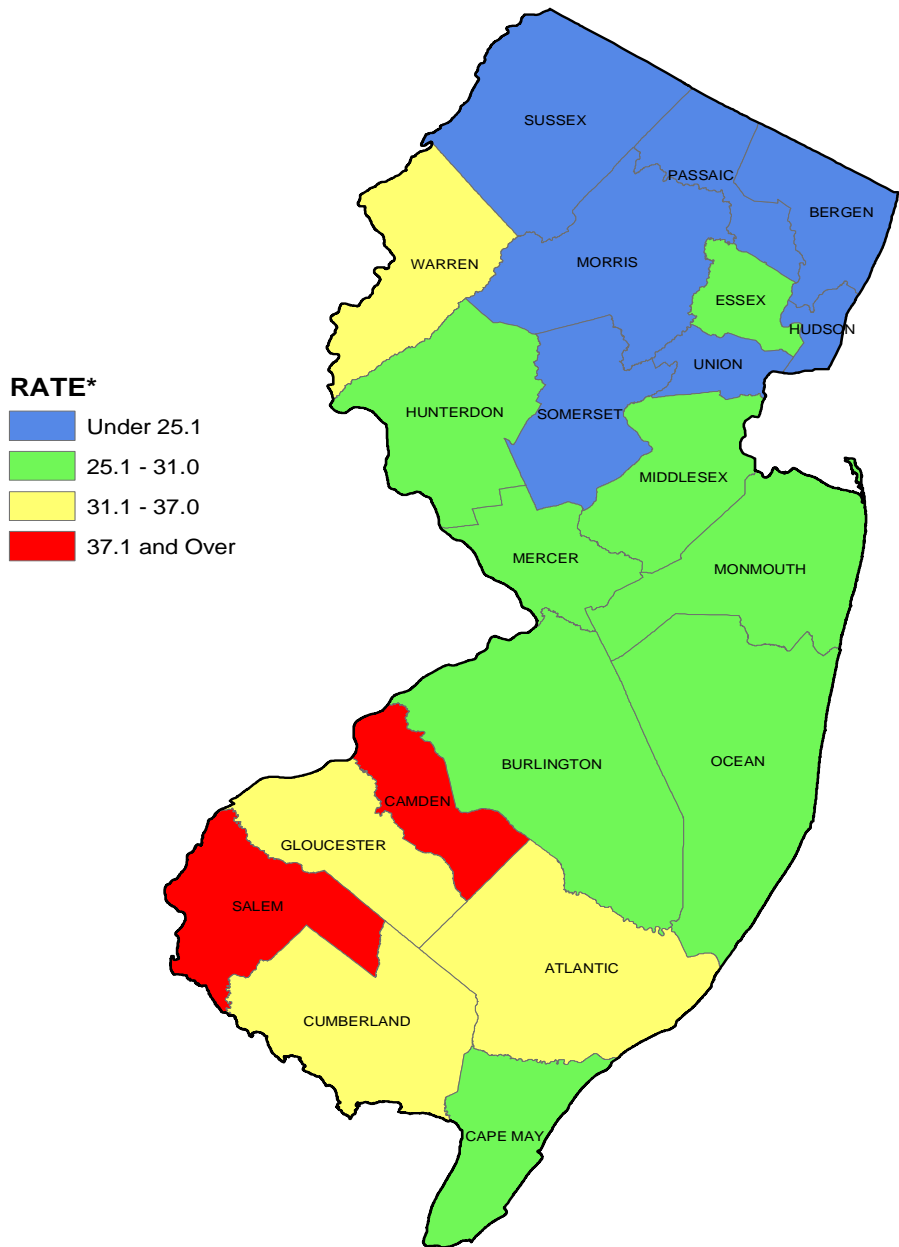 SUSSEX
PASSAIC
BERGEN
WARREN
MORRIS
ESSEX
HUDSON
UNION
RATE*
Under 25.1
25.1 - 31.0
31.1 - 37.0
37.1 and Over
HUNTERDON
SOMERSET
MIDDLESEX
MERCER
MONMOUTH
OCEAN
BURLINGTON
CAMDEN
GLOUCESTER
SALEM
ATLANTIC
CUMBERLAND
CAPE MAY